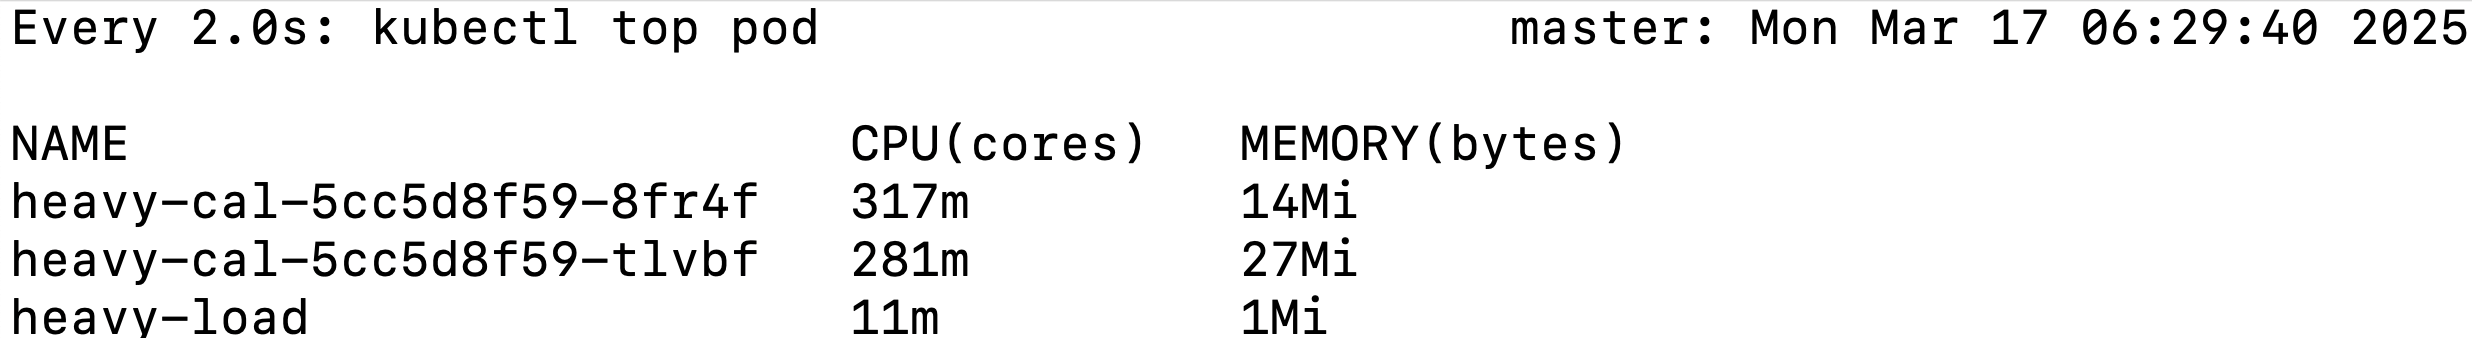 Every 2.0s: kubectl top pod master: Mon Mar 17 06:29:40 2025
NAME CPU(cores) MEMORY(bytes)
heavy-cal-5cc5d8f59-8fr4f 317m 14Mi
heavy-cal-5cc5d8f59-tlvbf 281m 27Mi
heavy-load 11m 1Mi